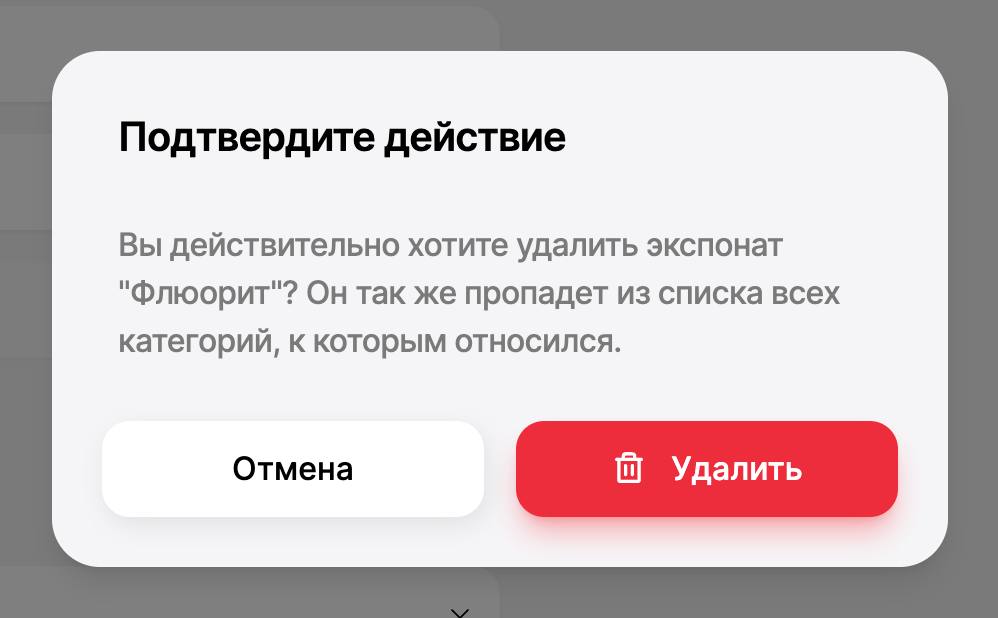 Подтвердите действие
Вы действительно хотите удалить экспонат
"Флюорит"? Он так же пропадет из списка всех
категорий, к которым относился.
Отмена
Удалить